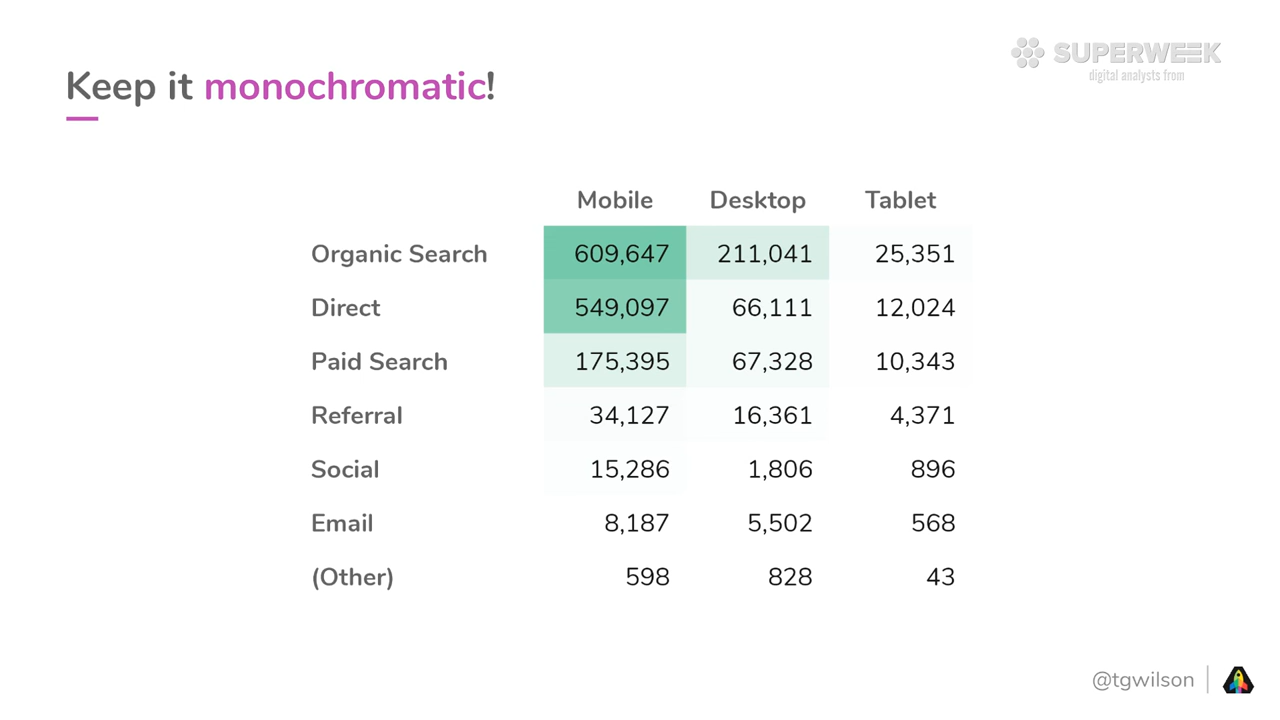 SUPERWEEK
digital analysts from
Keep it monochromatic!
Mobile Desktop Tablet
Organic Search 609,647 211,041 25,351
Direct 549,097 66,111 12,024
Paid Search 175,395 67,328 10,343
Referral 34,127 16,361 4,371
Social 15,286 1,806 896
Email 8,187 5,502 568
(Other) 598 828 43
@tgwilson